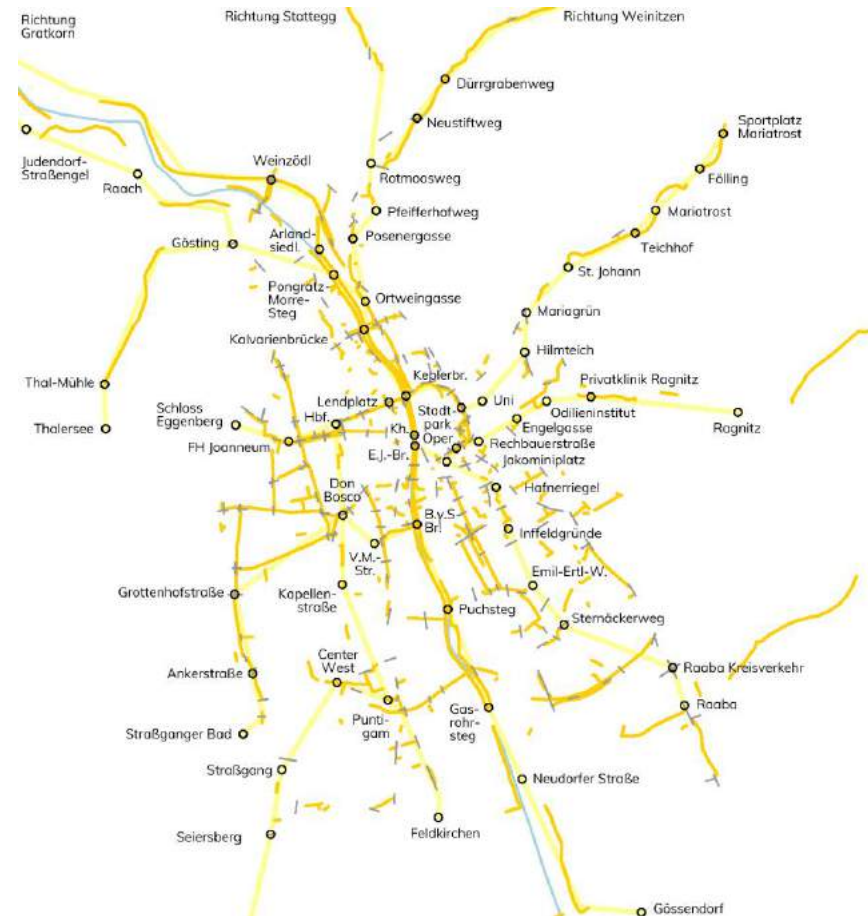 Richtung
Gratkorn
Richtung Stattegg
Richtung Weinitzen
Dürrgrabenweg
Neustiftweg
Sportplatz
Mariatrost
Judendorf-
Straßengel
Raach
Weinzödl
Rotmoosweg
Fölling
Pfeifferhofweg
Mariatrost
Arland-
siedl.
Posenergasse
Gösting
Teichhof
St. Johann
Pongratz-
Morre-
Steg
Ortweingasse
Kalvarienbrücke
Mariagrün
Hilmteich
Thal-Mühle
Keplerbr.
Privatklinik Ragnitz
Schloss
Eggenberg
Lendplatz
Uni
Hbf.
Stadt-
park
Odilieninstitut
Thalersee
Engelgasse
Ragnitz
FH Joanneum
Kh.
Oper
Rechbauerstraße
E.J.-Br.
Jakominiplatz
Don
Bosco
Hafnerriegel
B.v.S-
Br.
Inffeldgründe
V.M.-
Str.
Emil-Ertl-W.
Grottenhofstraße
Kapellen-
straße
Puchsteg
Sternäckerweg
Center
West
Raaba Kreisverkehr
Ankerstraße
Raaba
Punti-
gam
Gas-
rohr-
steg
Straßganger Bad
Straßgang
Neudorfer Straße
Seiersberg
Feldkirchen
Gössendorf